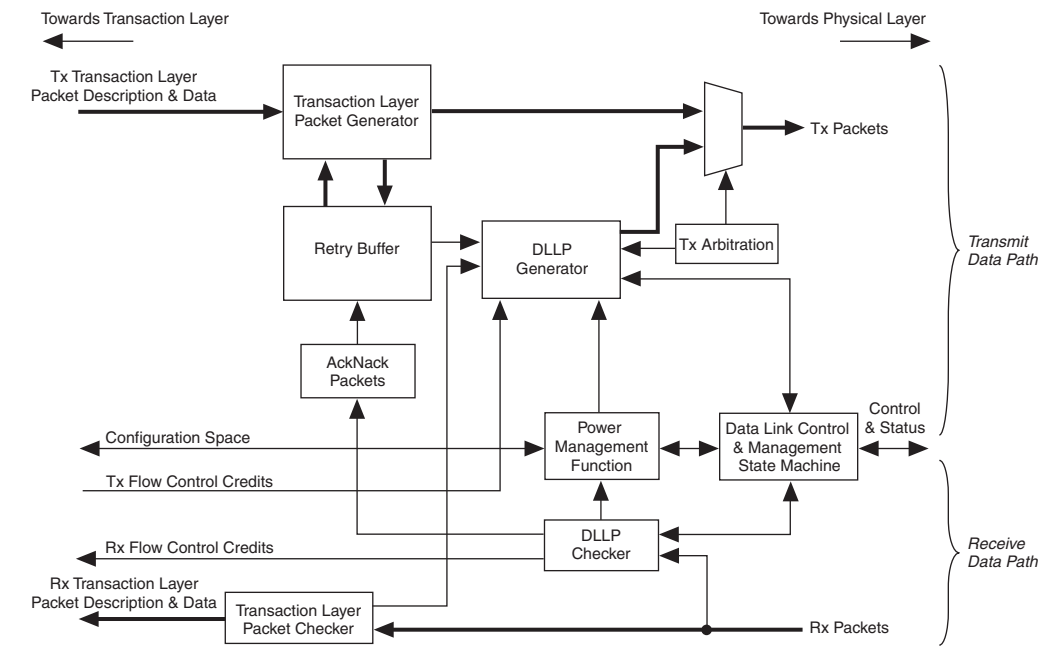 Towards Transaction Layer
Towards Physical Layer
Tx Transaction Layer
Packet Description & Data
Transaction Layer
Packet Generator
Tx Packets
Retry Buffer
DLLP
Generator
Tx Arbitration
Transmit
Data Path
AckNack
Packets
Configuration Space
Power
Management
Function
Data Link Control
& Management
State Machine
Control
& Status
Tx Flow Control Credits
DLLP
Checker
Rx Flow Control Credits
Receive
Data Path
Rx Transaction Layer
Packet Description & Data
Transaction Layer
Packet Checker
Rx Packets